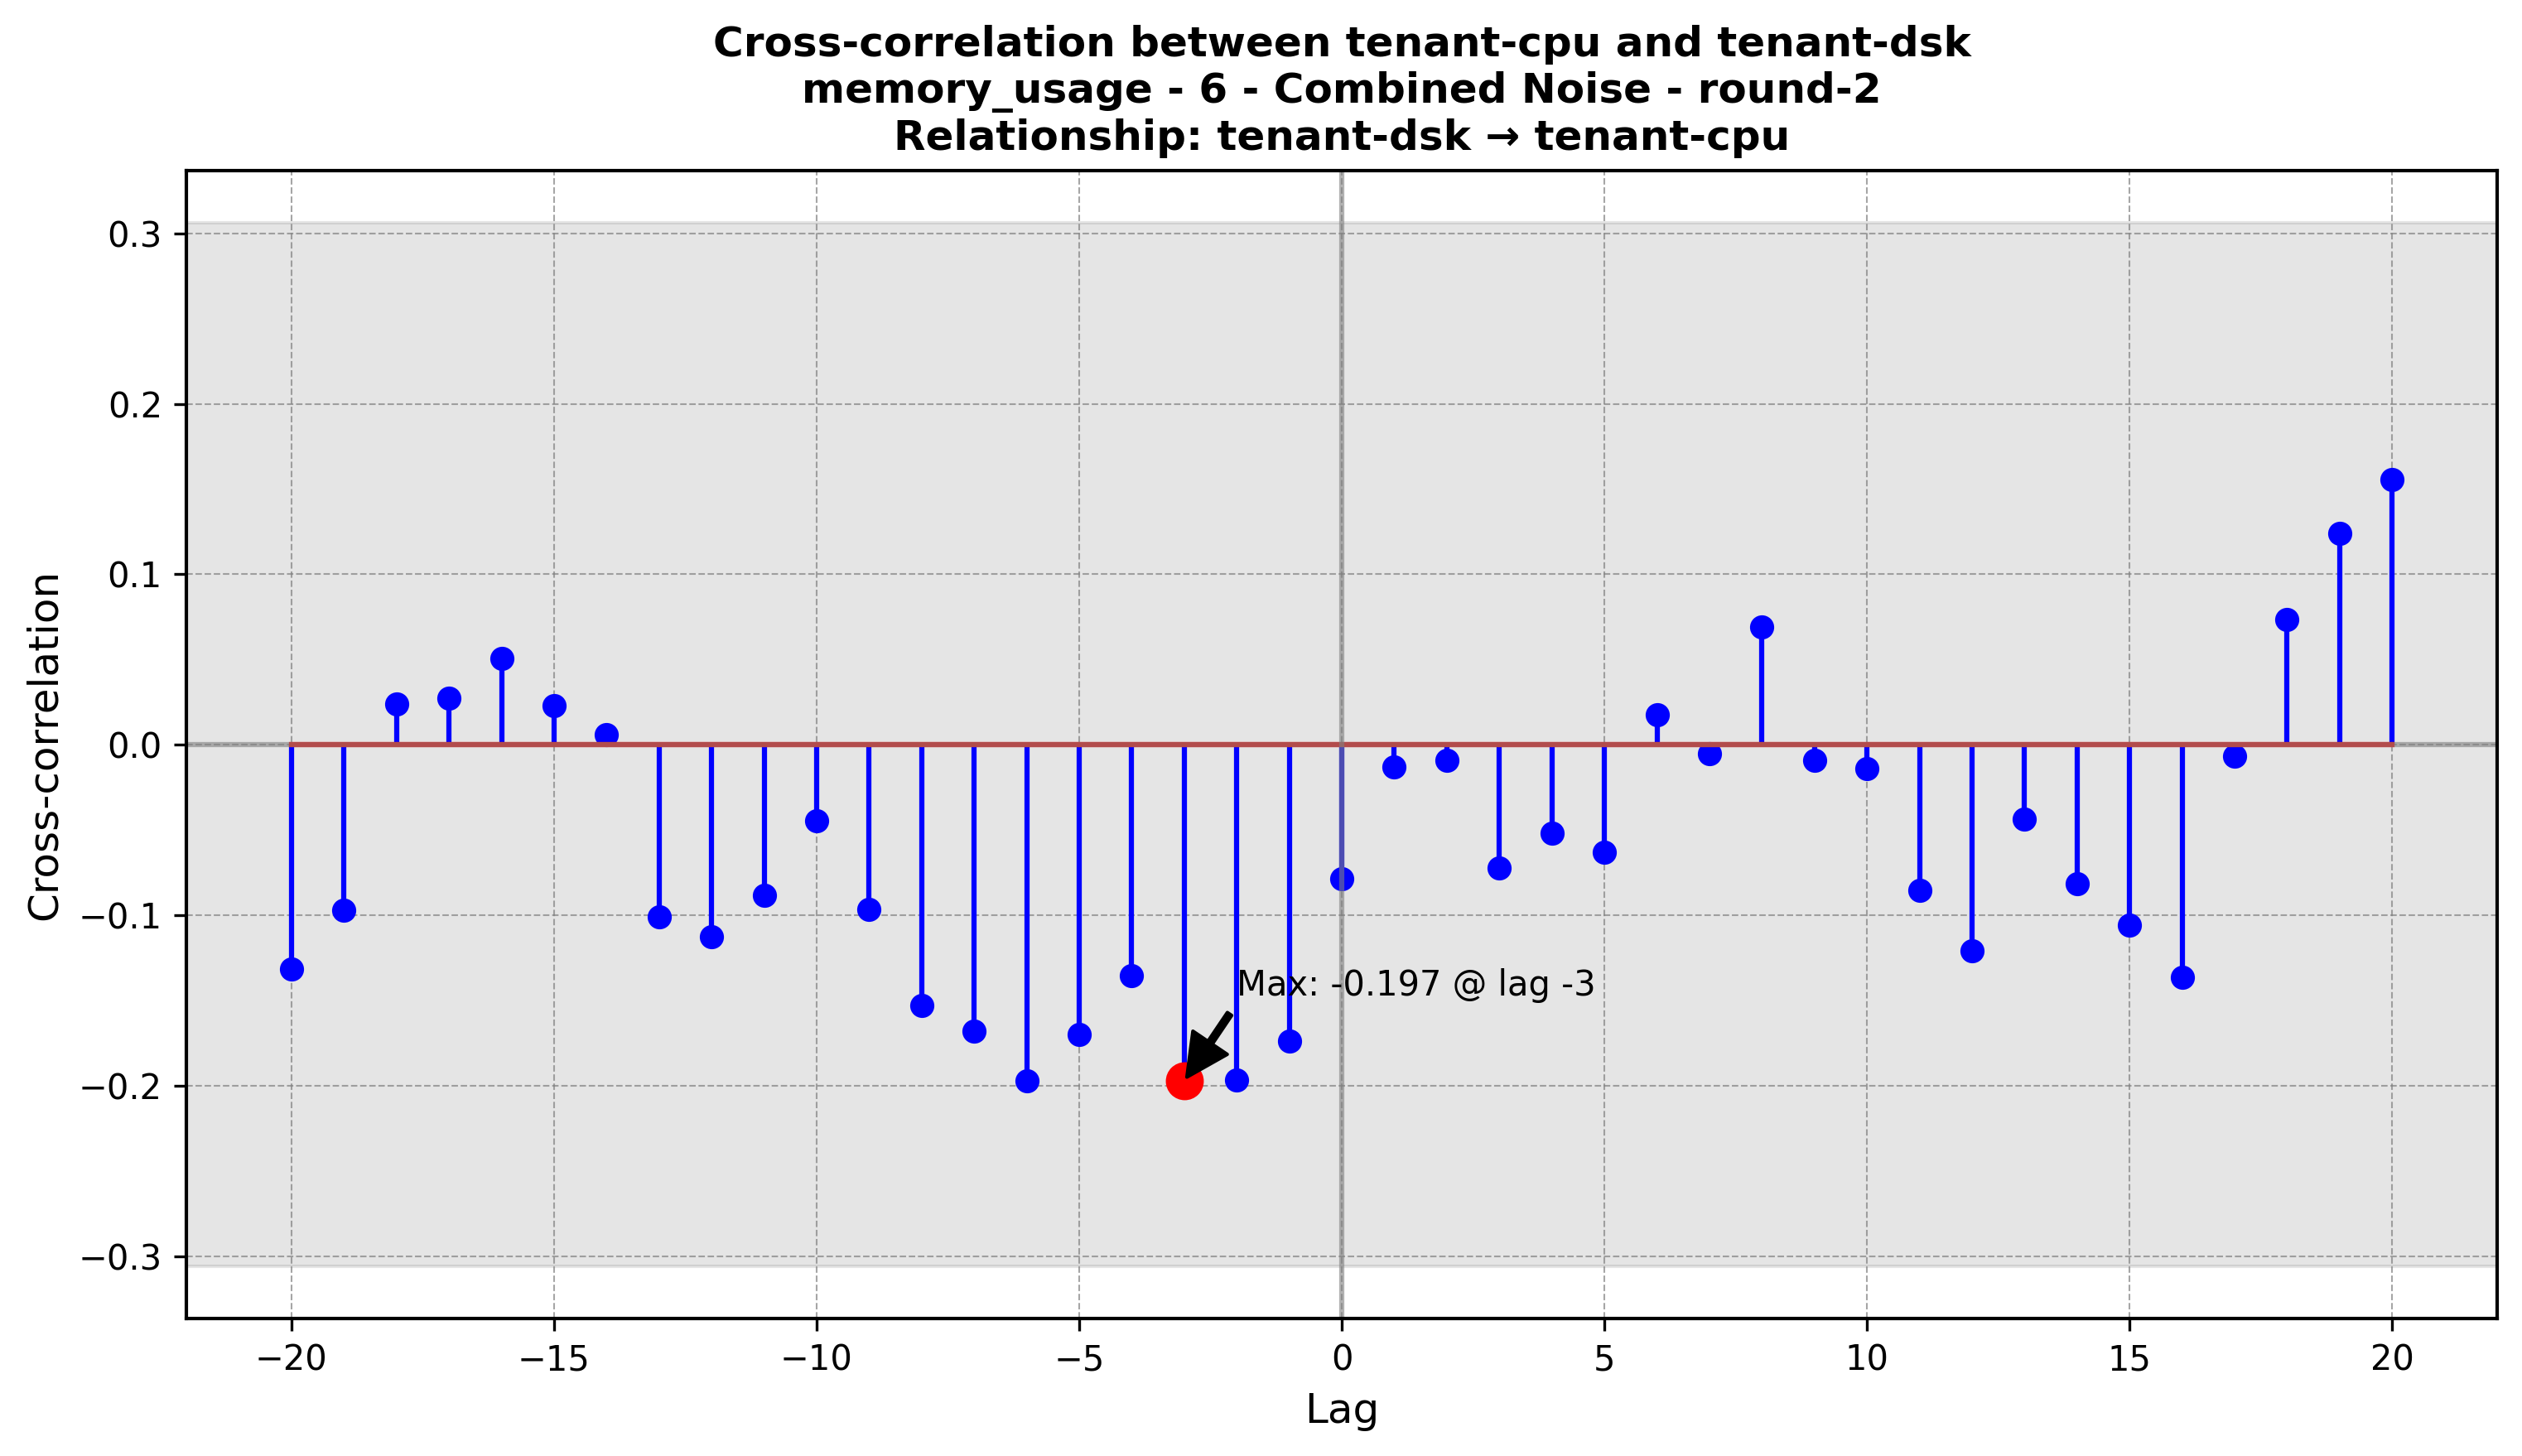 Cross-correlation between tenant-cpu and tenant-dsk
memory_usage - 6 - Combined Noise - round-2
Relationship: tenant-dsk → tenant-cpu
Cross-correlation
0.3
0.2
0.1
0.0
−0.1
−0.2
−0.3
Max: -0.197 @ lag -3
−20
−15
−10
−5
0
5
10
15
20
Lag